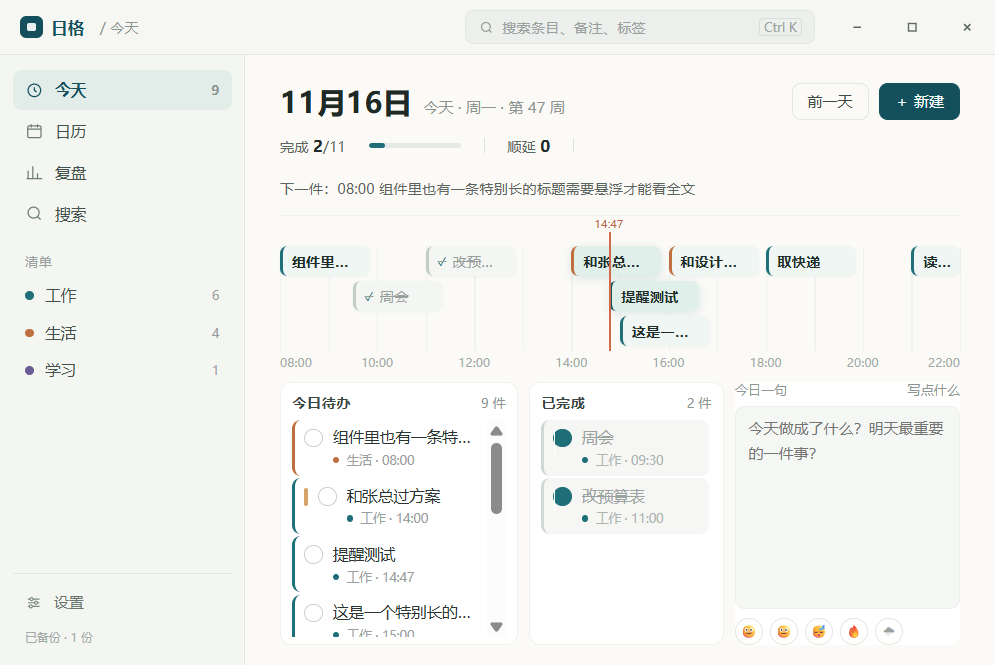 日格 / 今天
搜索条目、备注、标签 Ctrl K
今天 9
日历
复盘
搜索
清单
工作 6
生活 4
学习 1
设置
已备份 · 1 份
11月16日 今天 · 周一 · 第 47 周
前一天
+ 新建
完成 2/11 顺延 0
下一件：08:00 组件里也有一条特别长的标题需要悬浮才能看全文
14:47
组件里... ✓ 改预... 和张总... 和设计... 取快递 读...
✓ 周会 提醒测试
这是一...
08:00 10:00 12:00 14:00 16:00 18:00 20:00 22:00
今日待办 9 件
组件里也有一条特...
生活 · 08:00
和张总过方案
工作 · 14:00
提醒测试
工作 · 14:47
这是一个特别长的...
工作 · 15:00
已完成 2 件
周会
工作 · 09:30
改预算表
工作 · 11:00
今日一句 写点什么
今天做成了什么？明天最重要
的一件事？